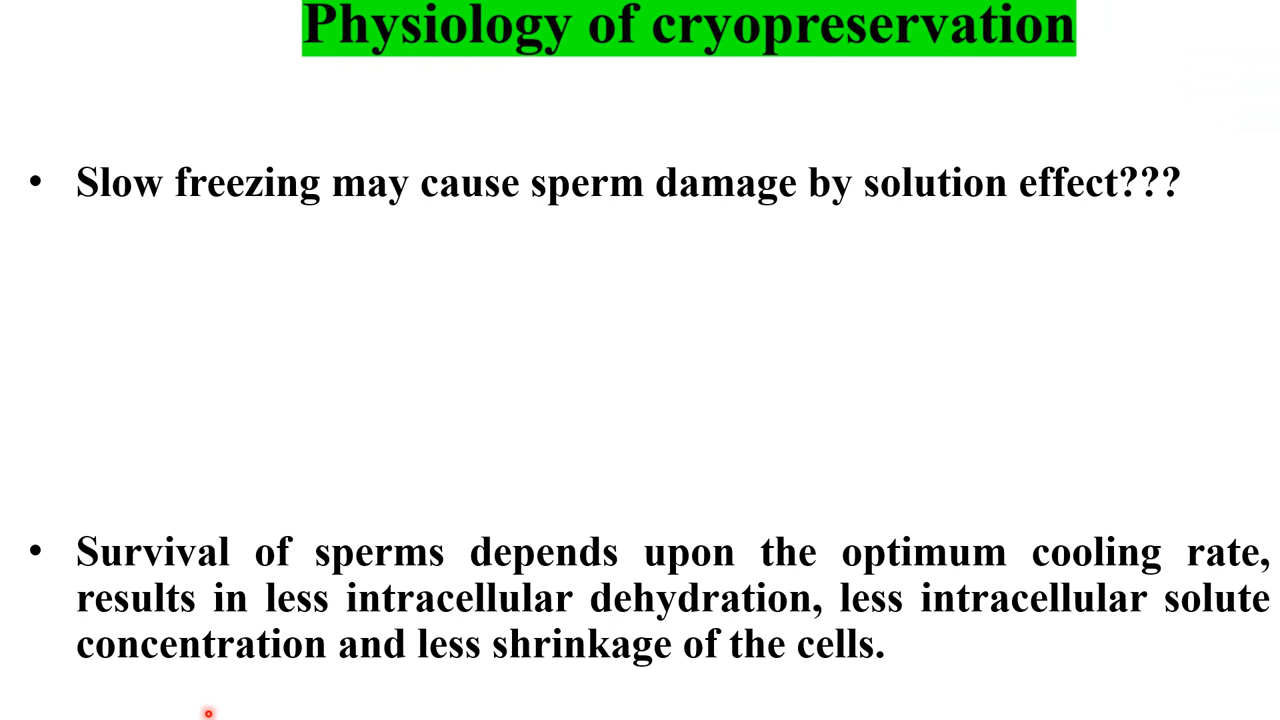 Physiology of cryopreservation
• Slow freezing may cause sperm damage by solution effect???
• Survival of sperms depends upon the optimum cooling rate,
results in less intracellular dehydration, less intracellular solute
concentration and less shrinkage of the cells.